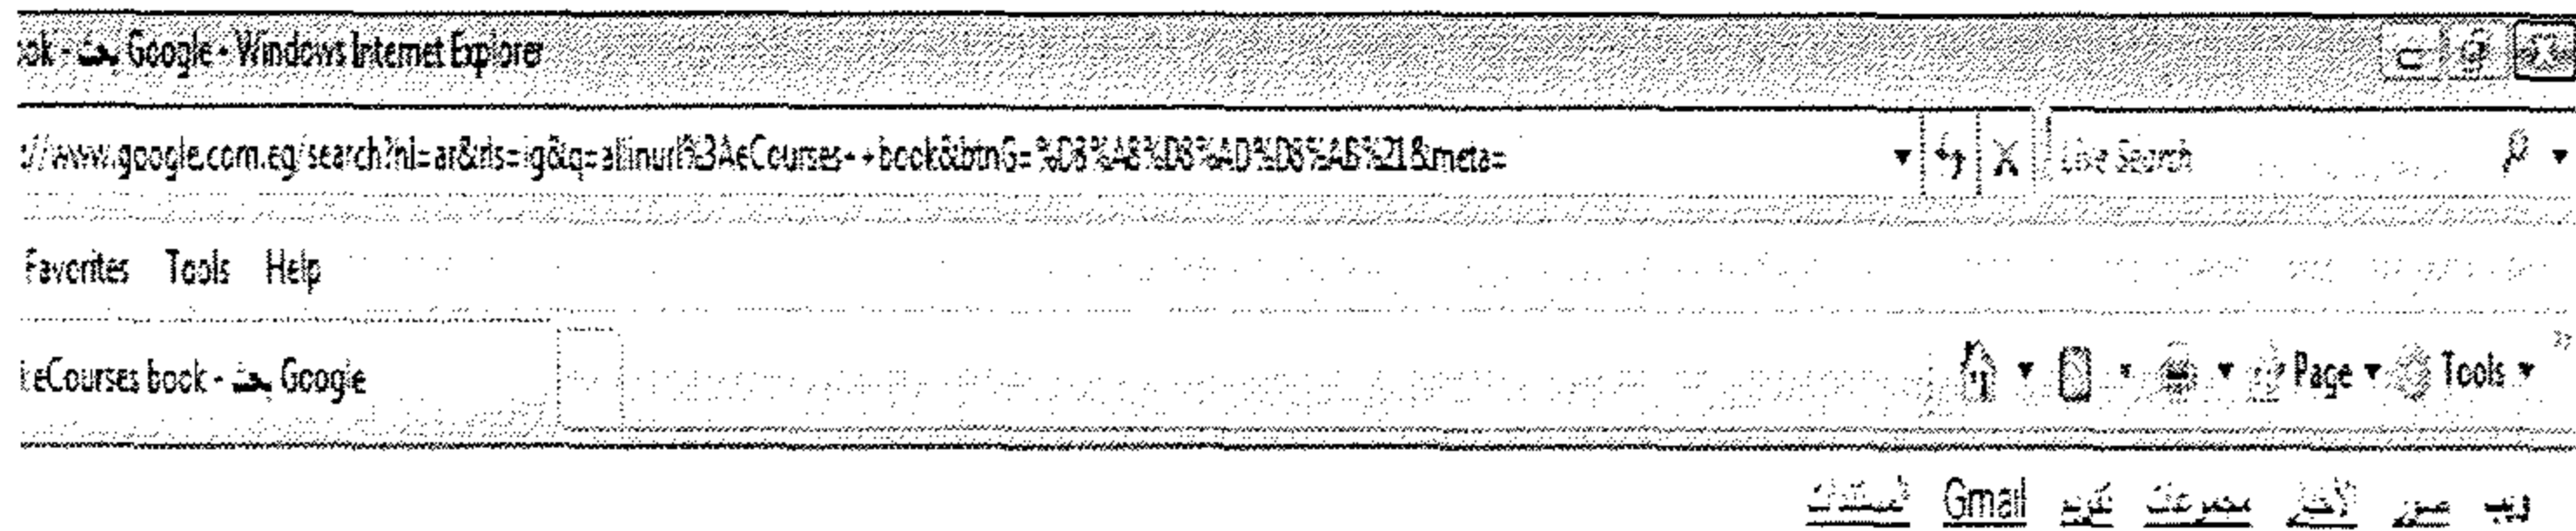 ook - بحث Google - Windows Internet Explorer
://www.google.com.eg/search?hl=ar&rls=ig&q=allinurl%3AeCourses++book&btnG=%D8%A8%D8%AD%D8%AB%21&meta= Live Search
Favorites Tools Help
eCourses book - بحث Google Page Tools
ويب صور الأخبار مجموعات تقويم Gmail المستندات